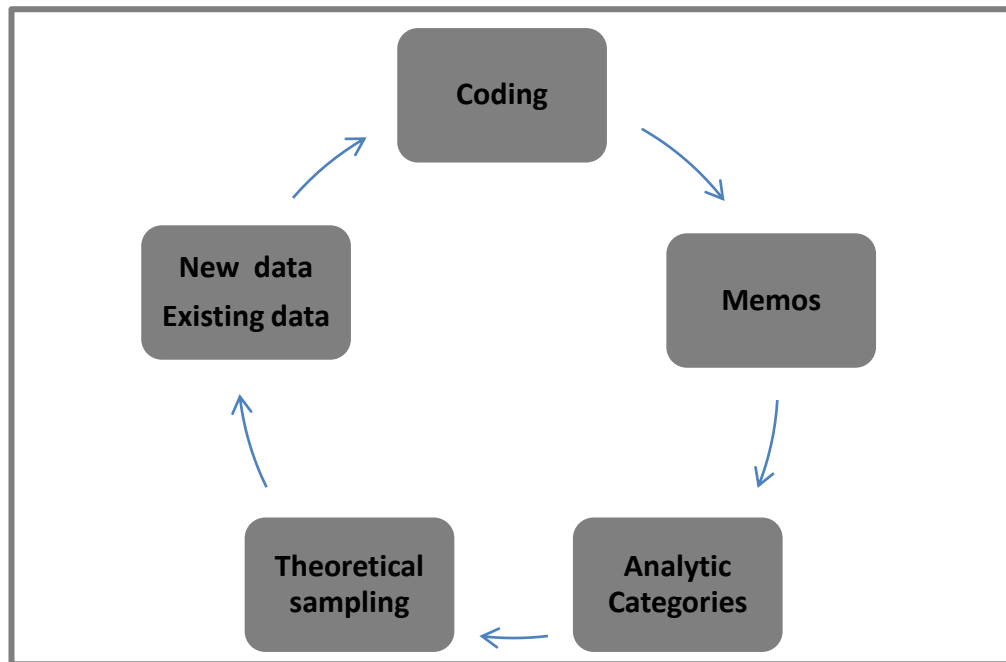 Coding
New data
Existing data
Memos
Theoretical
sampling
Analytic
Categories